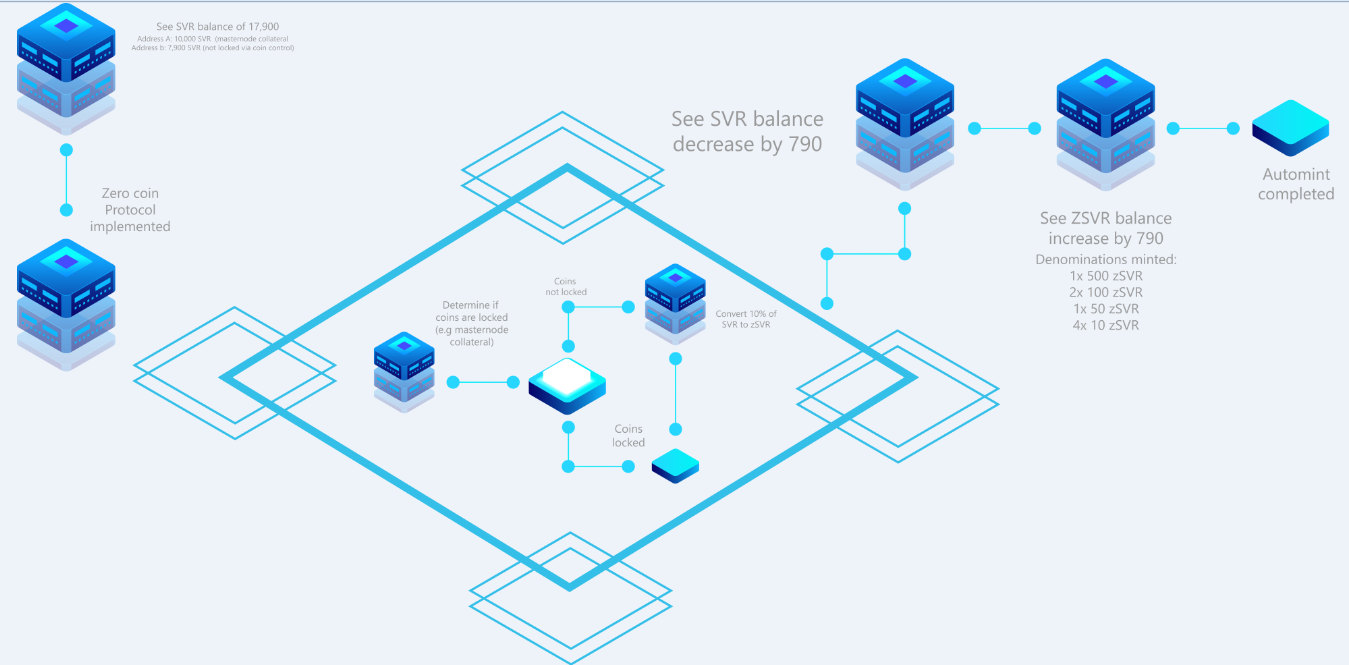 See SVR balance of 17,900
Address A: 10,000 SVR (masternode collateral
Address b: 7,900 SVR (not locked via coin control)
Zero coin
Protocol
implemented
Determine if
coins are locked
(e.g masternode
collateral)
Coins
not locked
Convert 10% of
SVR to zSVR
Coins
locked
See SVR balance
decrease by 790
See ZSVR balance
increase by 790
Denominations minted:
1x 500 zSVR
2x 100 zSVR
1x 50 zSVR
4x 10 zSVR
Automint
completed